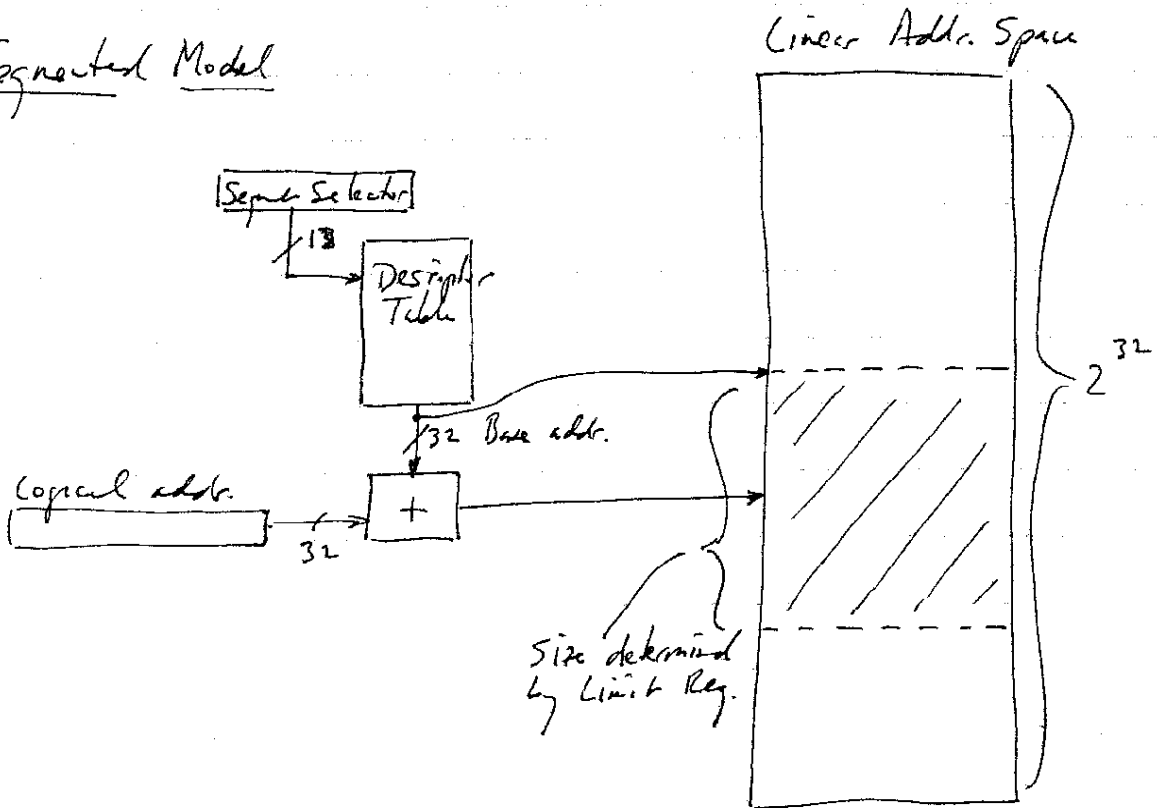 Segmented Model
Linear Addr. Space
Segment Selector
13
Descriptor
Table
32 Base addr.
Logical addr.
+
32
2^32
Size determined
by Limit Reg.